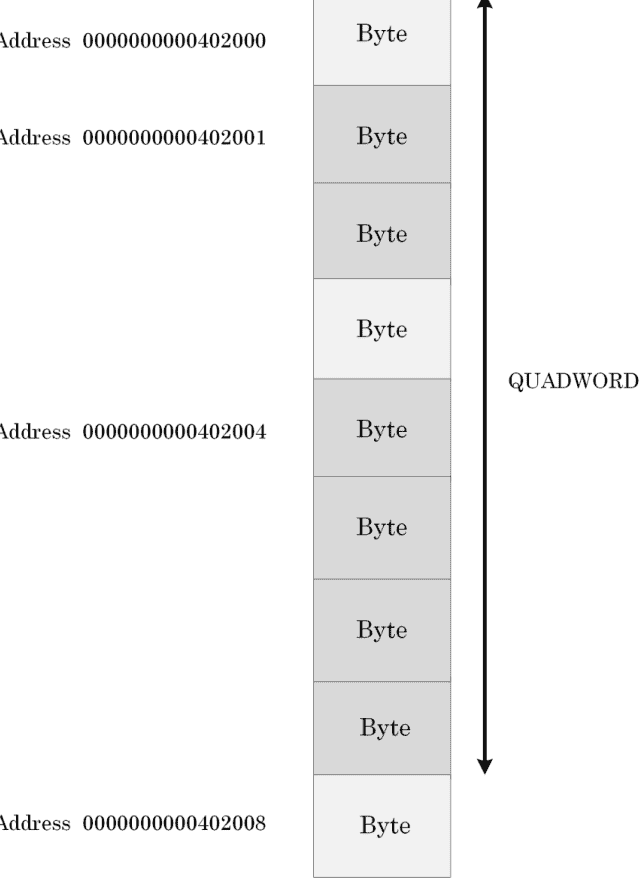 Address 0000000000402000 Byte
Address 0000000000402001 Byte
Byte
Byte
QUADWORD
Address 0000000000402004 Byte
Byte
Byte
Byte
Address 0000000000402008 Byte